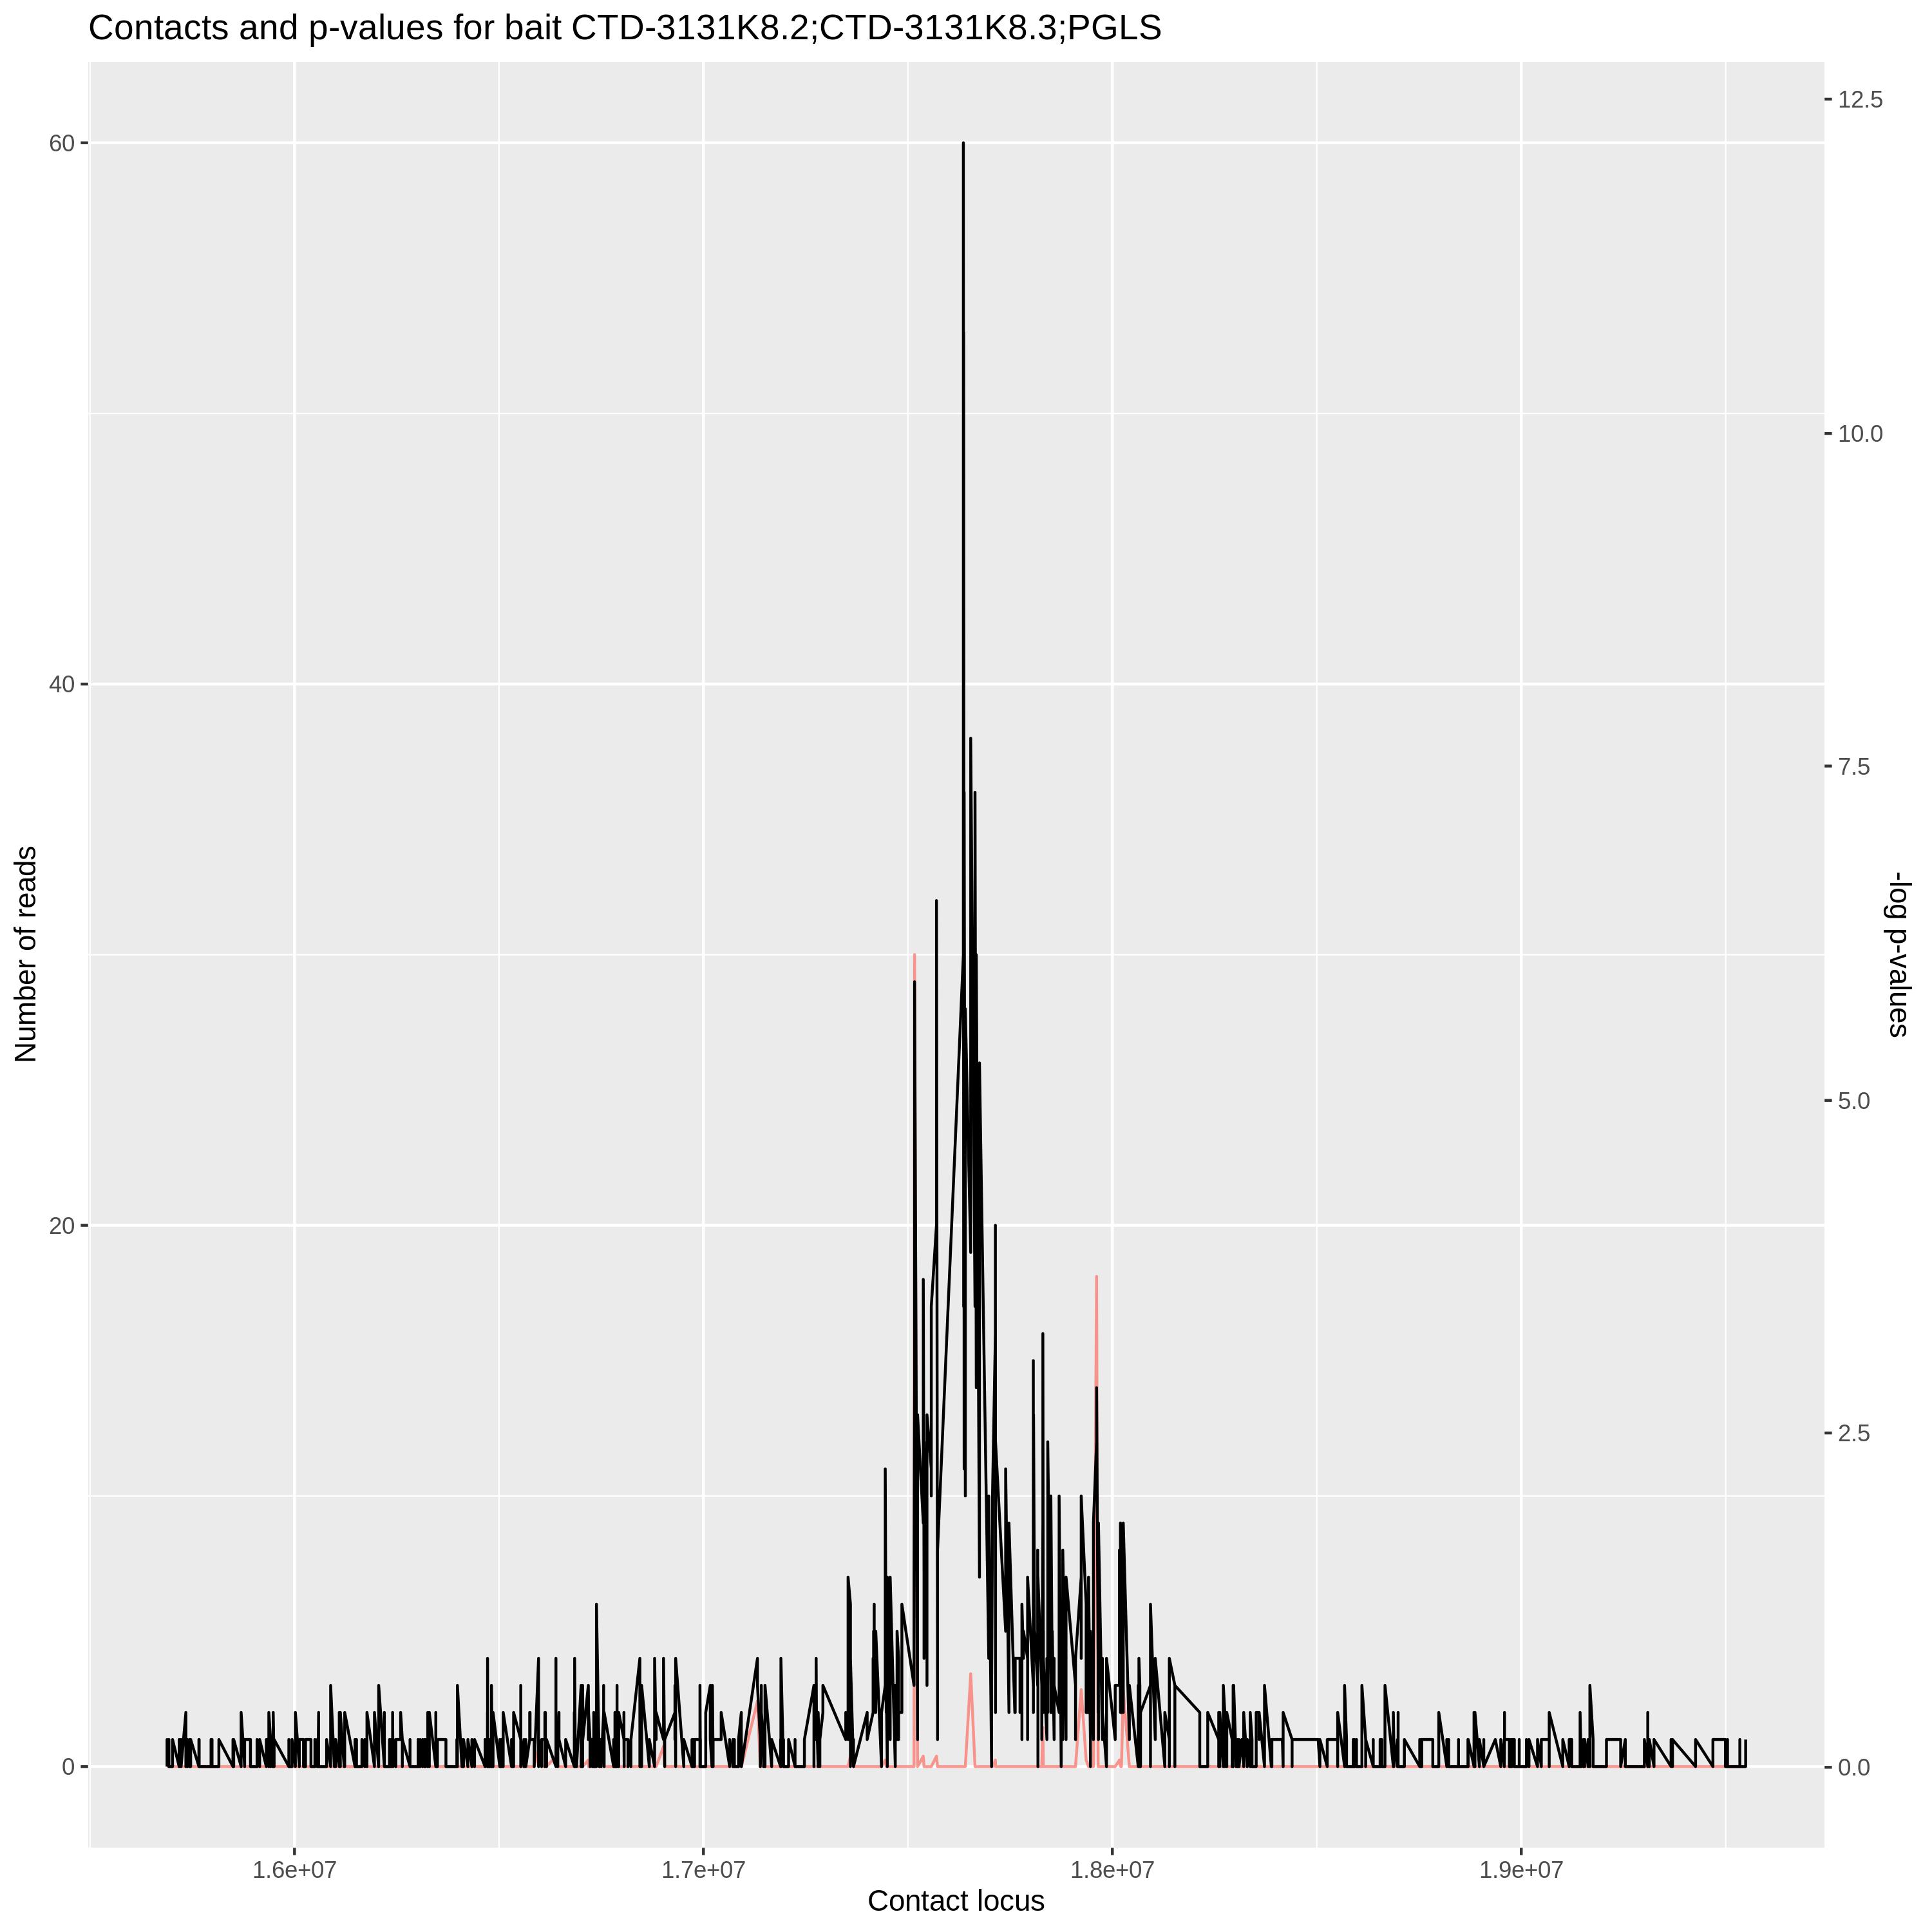 Contacts and p-values for bait CTD-3131K8.2;CTD-3131K8.3;PGLS
60
40
20
0
Number of reads
12.5
10.0
7.5
5.0
2.5
0.0
-log p-values
1.6e+07
1.7e+07
1.8e+07
1.9e+07
Contact locus